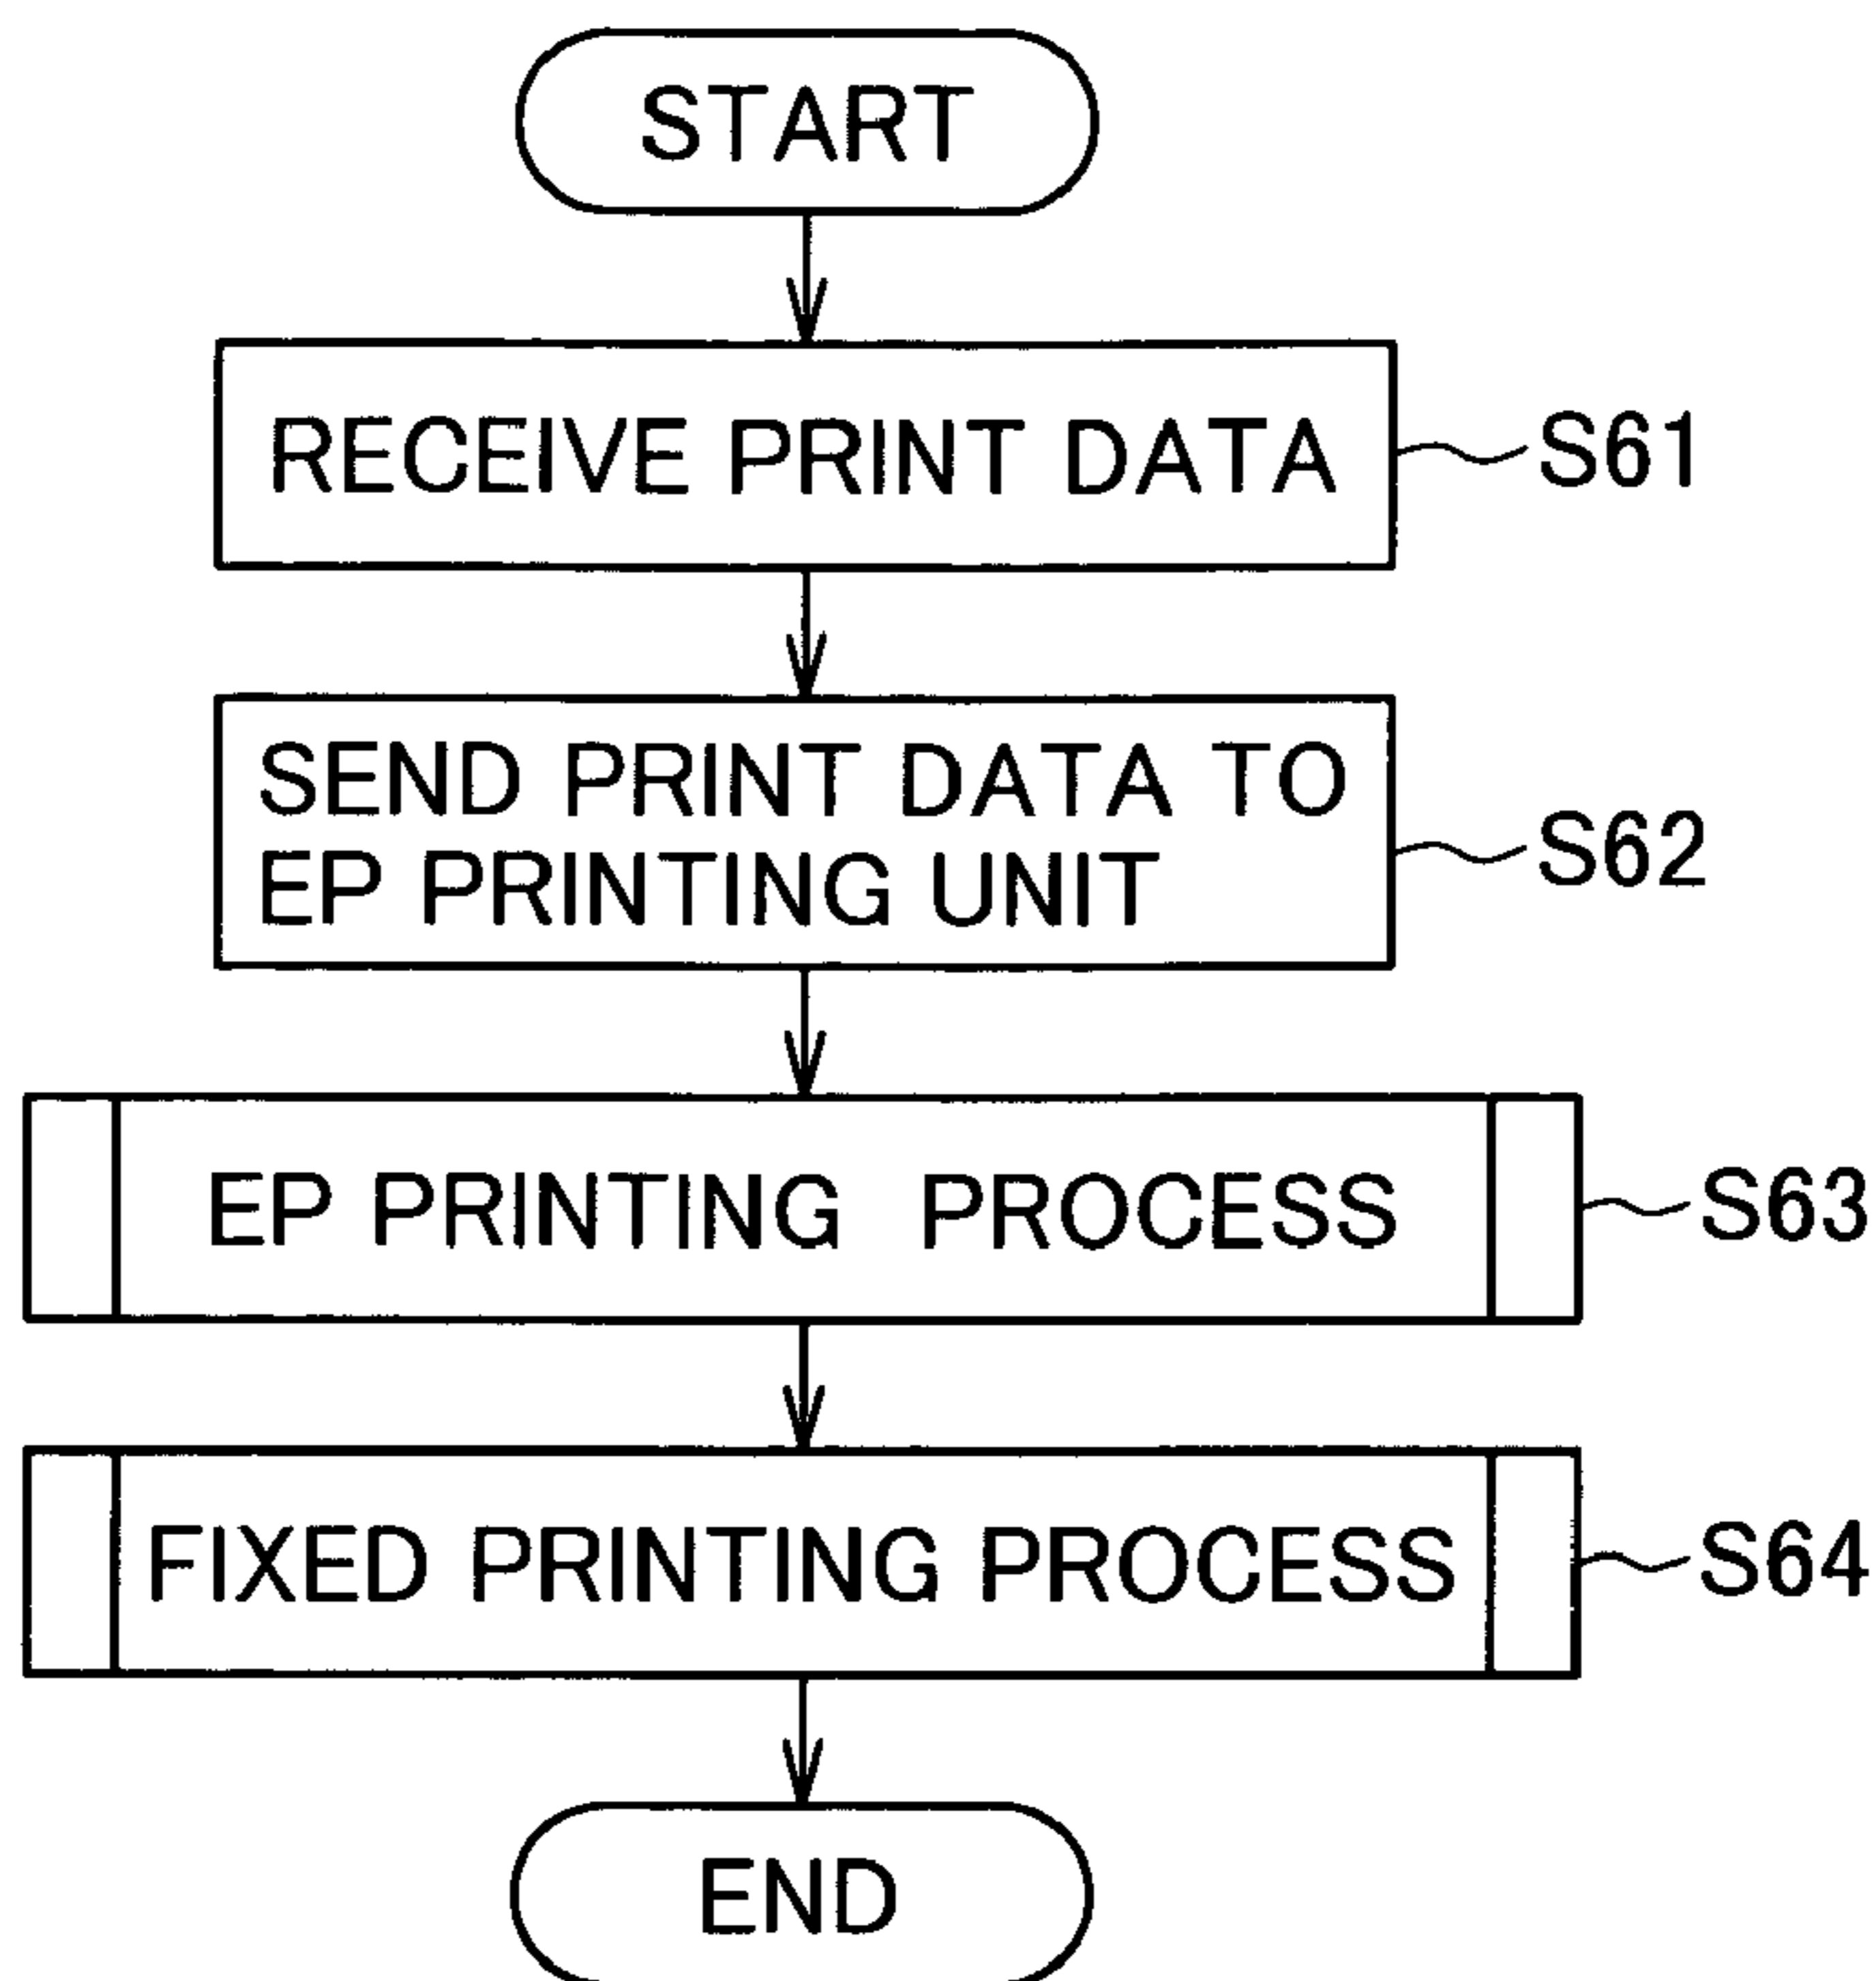 START
RECEIVE PRINT DATA
S61
SEND PRINT DATA TO
EP PRINTING UNIT
S62
EP PRINTING PROCESS
S63
FIXED PRINTING PROCESS
S64
END